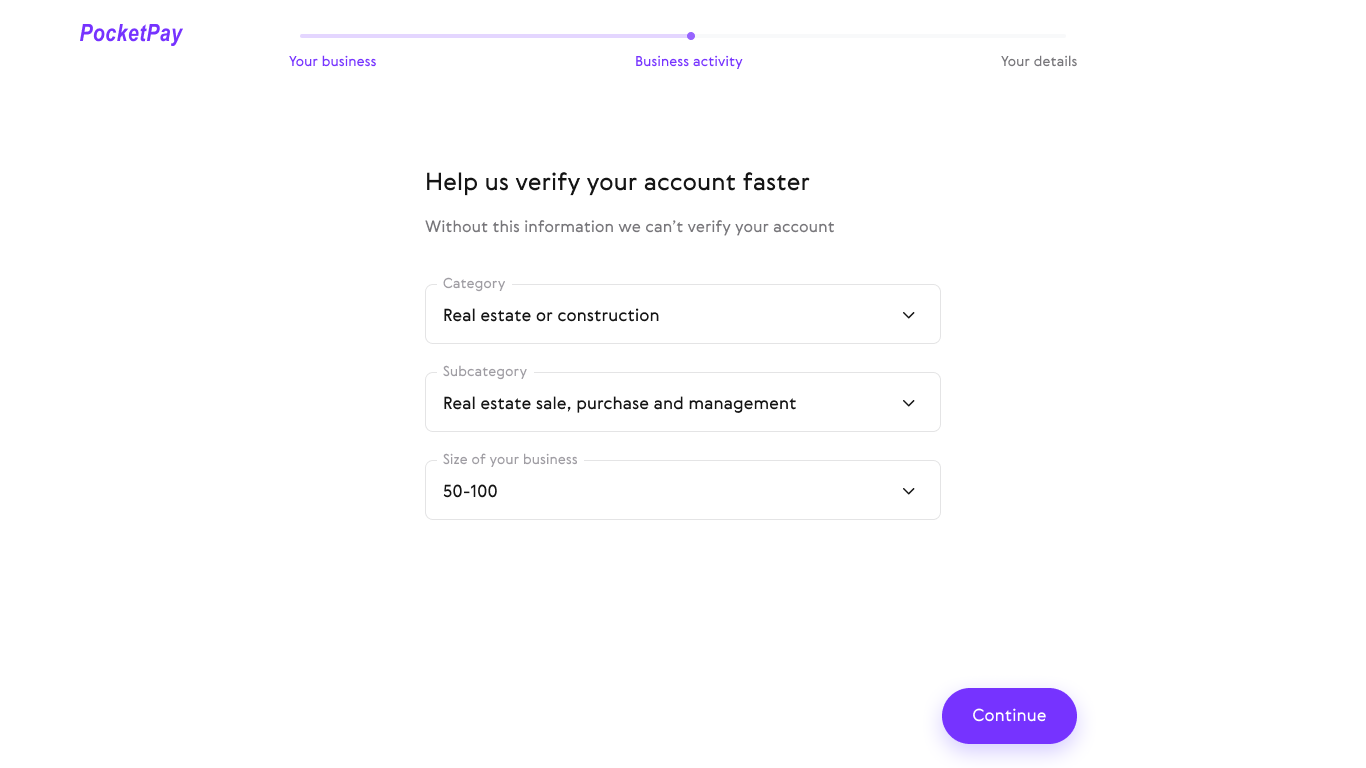 PocketPay
Your business
Business activity
Your details
Help us verify your account faster
Without this information we can’t verify your account
Category
Real estate or construction
Subcategory
Real estate sale, purchase and management
Size of your business
50-100
Continue